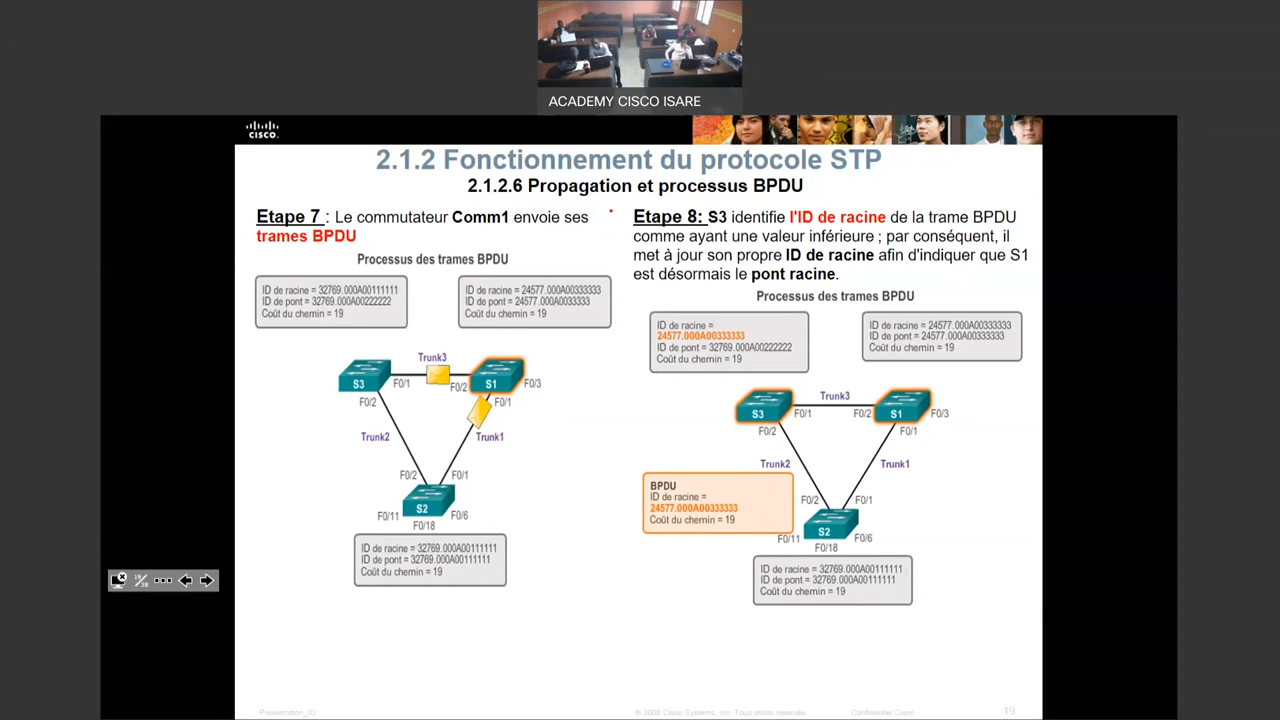 ACADEMY CISCO ISARE
CISCO
2.1.2 Fonctionnement du protocole STP
2.1.2.6 Propagation et processus BPDU
Etape 7 : Le commutateur Comm1 envoie ses
trames BPDU
Processus des trames BPDU
ID de racine = 32769.000A00111111
ID de pont = 32769.000A00222222
Coût du chemin = 19
ID de racine = 24577.000A00333333
ID de pont = 24577.000A0033333
Coût du chemin = 19
Trunk3
S3
F0/1
F0/2
S1
F0/3
F0/2
F0/1
Trunk2
Trunk1
F0/2
F0/1
S2
F0/11
F0/6
F0/18
ID de racine = 32769.000A00111111
ID de pont = 32769.000A00111111
Coût du chemin = 19
Etape 8: S3 identifie l'ID de racine de la trame BPDU
comme ayant une valeur inférieure ; par conséquent, il
met à jour son propre ID de racine afin d'indiquer que S1
est désormais le pont racine.
Processus des trames BPDU
ID de racine =
24577.000A00333333
ID de pont = 32769.000A00222222
Coût du chemin = 19
ID de racine = 24577.000A00333333
ID de pont = 24577.000A00333333
Coût du chemin = 19
Trunk3
S3
F0/1
F0/2
S1
F0/3
F0/2
F0/1
Trunk2
Trunk1
BPDU
ID de racine =
24577.000A00333333
Coût du chemin = 19
F0/2
F0/1
S2
F0/11
F0/6
F0/18
ID de racine = 32769.000A00111111
ID de pont = 32769.000A00111111
Coût du chemin = 19
19/38
Presentation_ID
© 2009 Cisco Systems, Inc. Tous droits réservés
Confidentiel Cisco
19